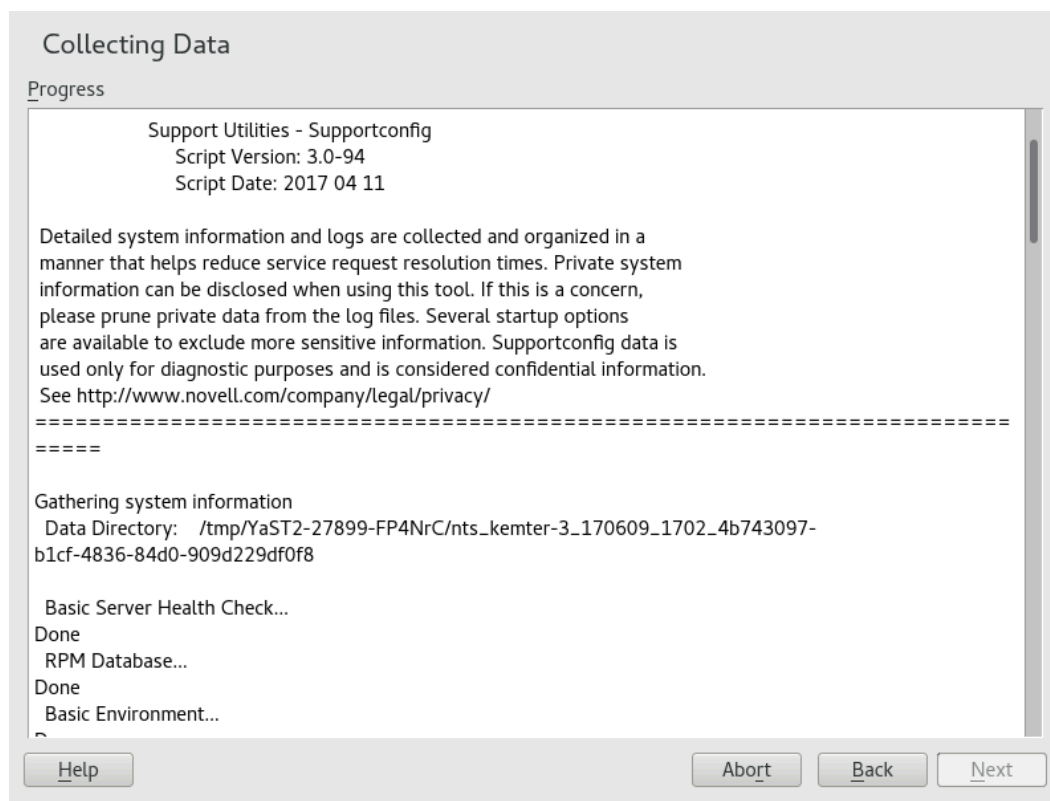 Collecting Data
Progress
Support Utilities - Supportconfig
Script Version: 3.0-94
Script Date: 2017 04 11
Detailed system information and logs are collected and organized in a
manner that helps reduce service request resolution times. Private system
information can be disclosed when using this tool. If this is a concern,
please prune private data from the log files. Several startup options
are available to exclude more sensitive information. Supportconfig data is
used only for diagnostic purposes and is considered confidential information.
See http://www.novell.com/company/legal/privacy/
=========================================================================
=====
Gathering system information
Data Directory: /tmp/YaST2-27899-FP4NrC/nts_kemter-3_170609_1702_4b743097-
b1cf-4836-84d0-909d229df0f8
Basic Server Health Check...
Done
RPM Database...
Done
Basic Environment...
Help Abort Back Next